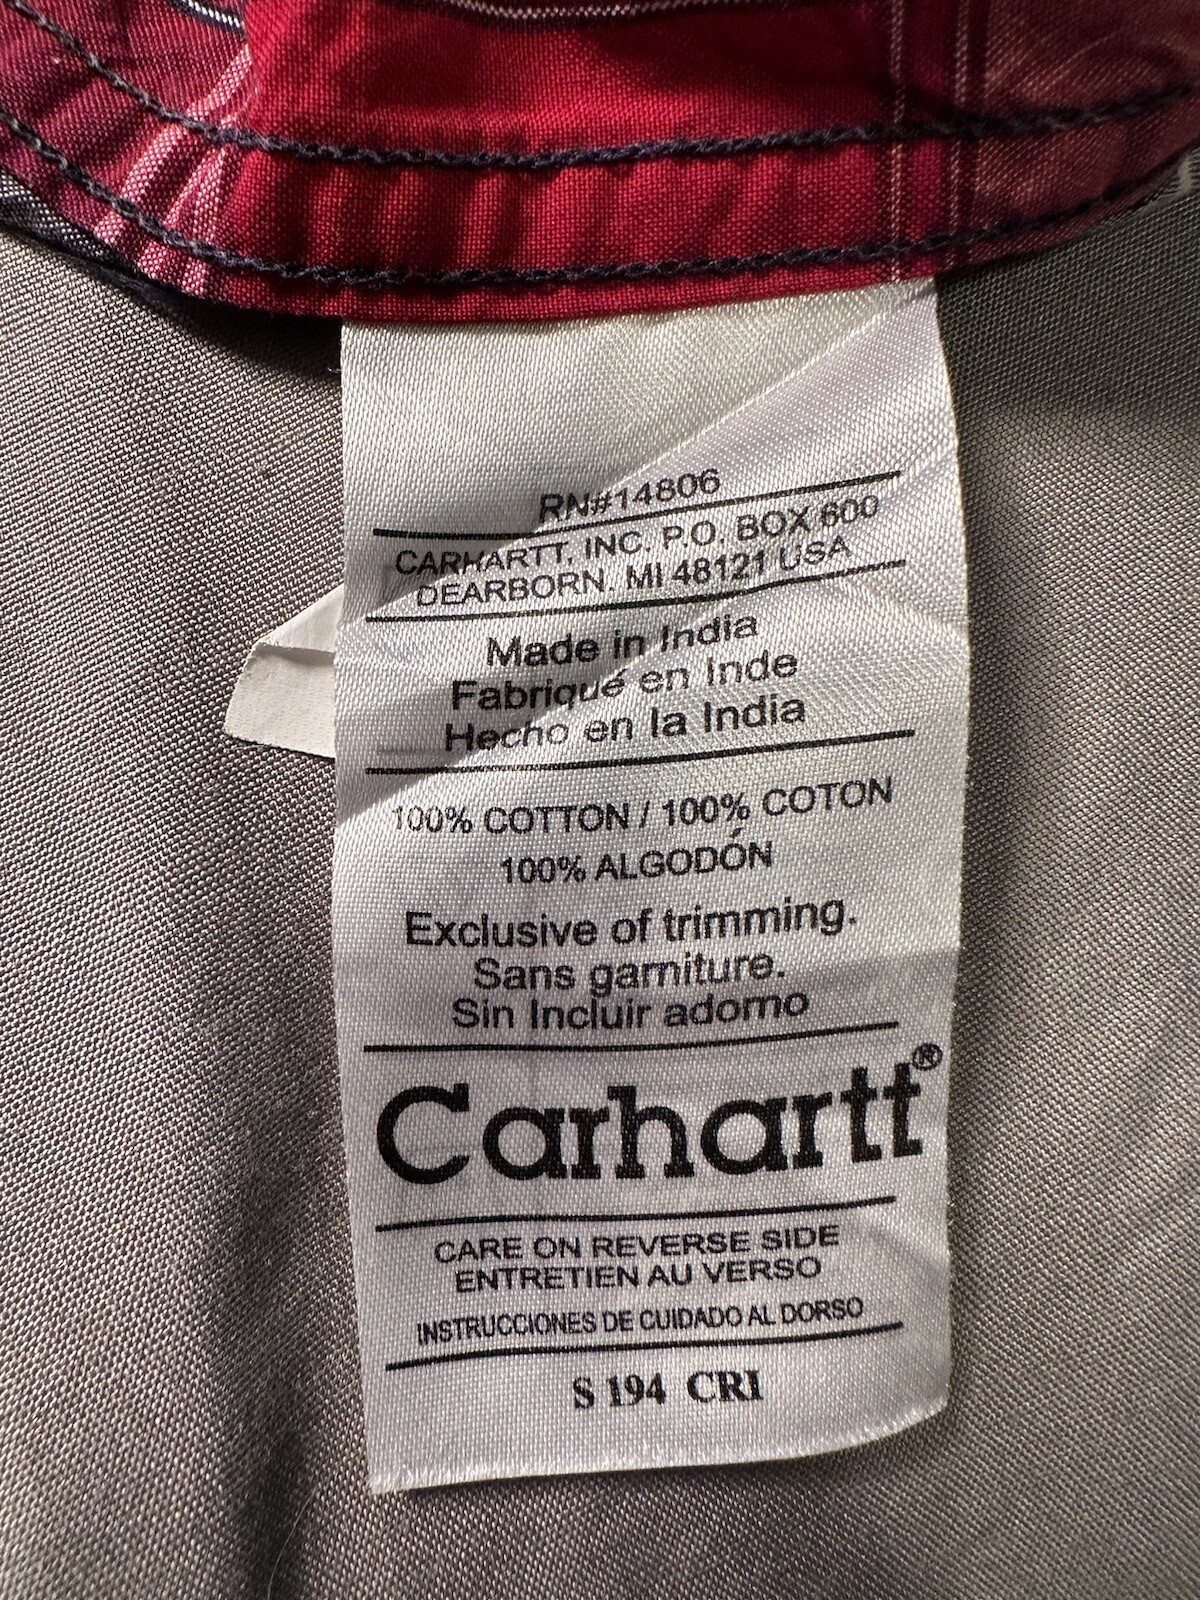 RN#14806
CARHARTT, INC. P.O. BOX 600
DEARBORN, MI 48121 USA
Made in India
Fabriqué en Inde
Hecho en la India
100% COTTON / 100% COTON
100% ALGODÓN
Exclusive of trimming.
Sans garniture.
Sin Incluir adorno
Carhartt®
CARE ON REVERSE SIDE
ENTRETIEN AU VERSO
INSTRUCCIONES DE CUIDADO AL DORSO
S 194 CRI